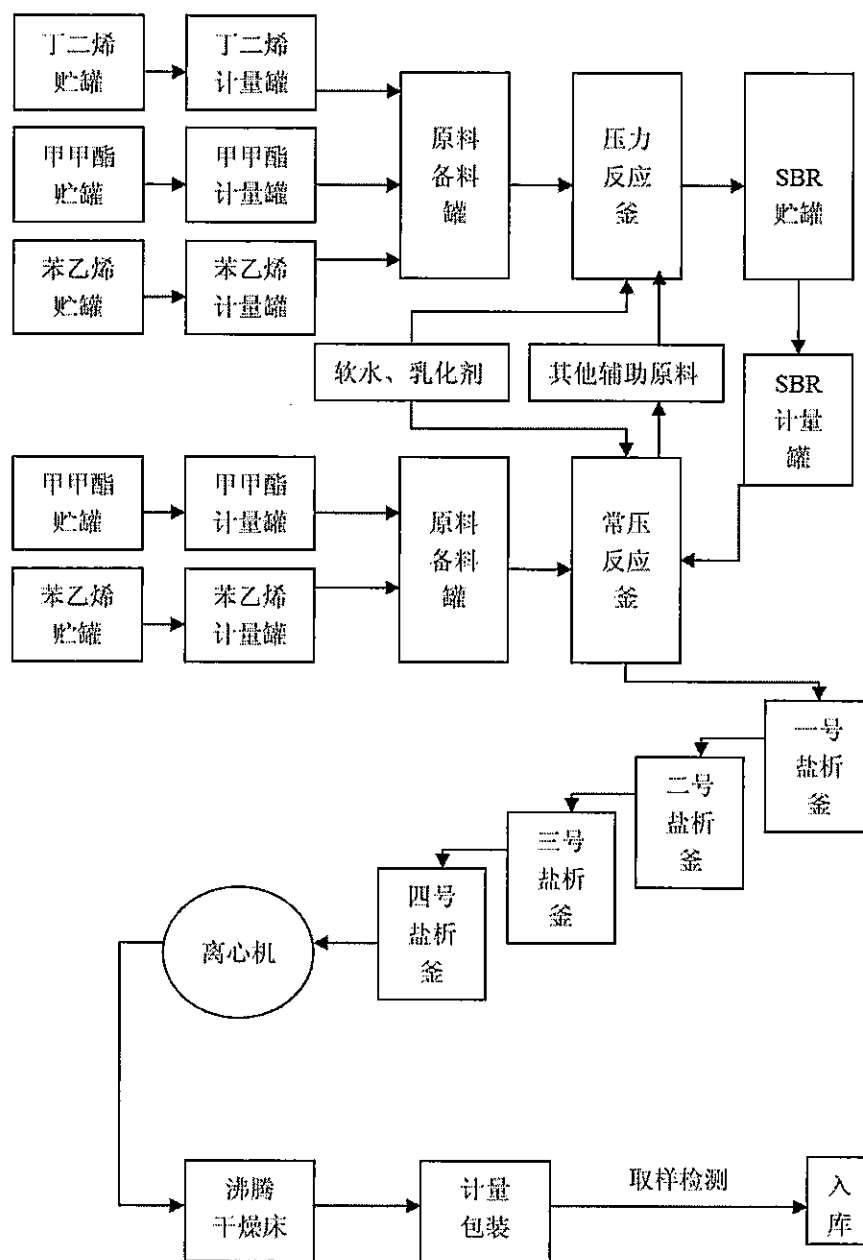 丁二烯
贮罐
丁二烯
计量罐
甲甲酯
贮罐
甲甲酯
计量罐
苯乙烯
贮罐
苯乙烯
计量罐
原料
备料
罐
压力
反应
釜
SBR
贮罐
软水、乳化剂
其他辅助原料
SBR
计量
罐
甲甲酯
贮罐
甲甲酯
计量罐
苯乙烯
贮罐
苯乙烯
计量罐
原料
备料
罐
常压
反应
釜
一号
盐析
釜
二号
盐析
釜
三号
盐析
釜
四号
盐析
釜
离心机
沸腾
干燥床
计量
包装
取样检测
入
库